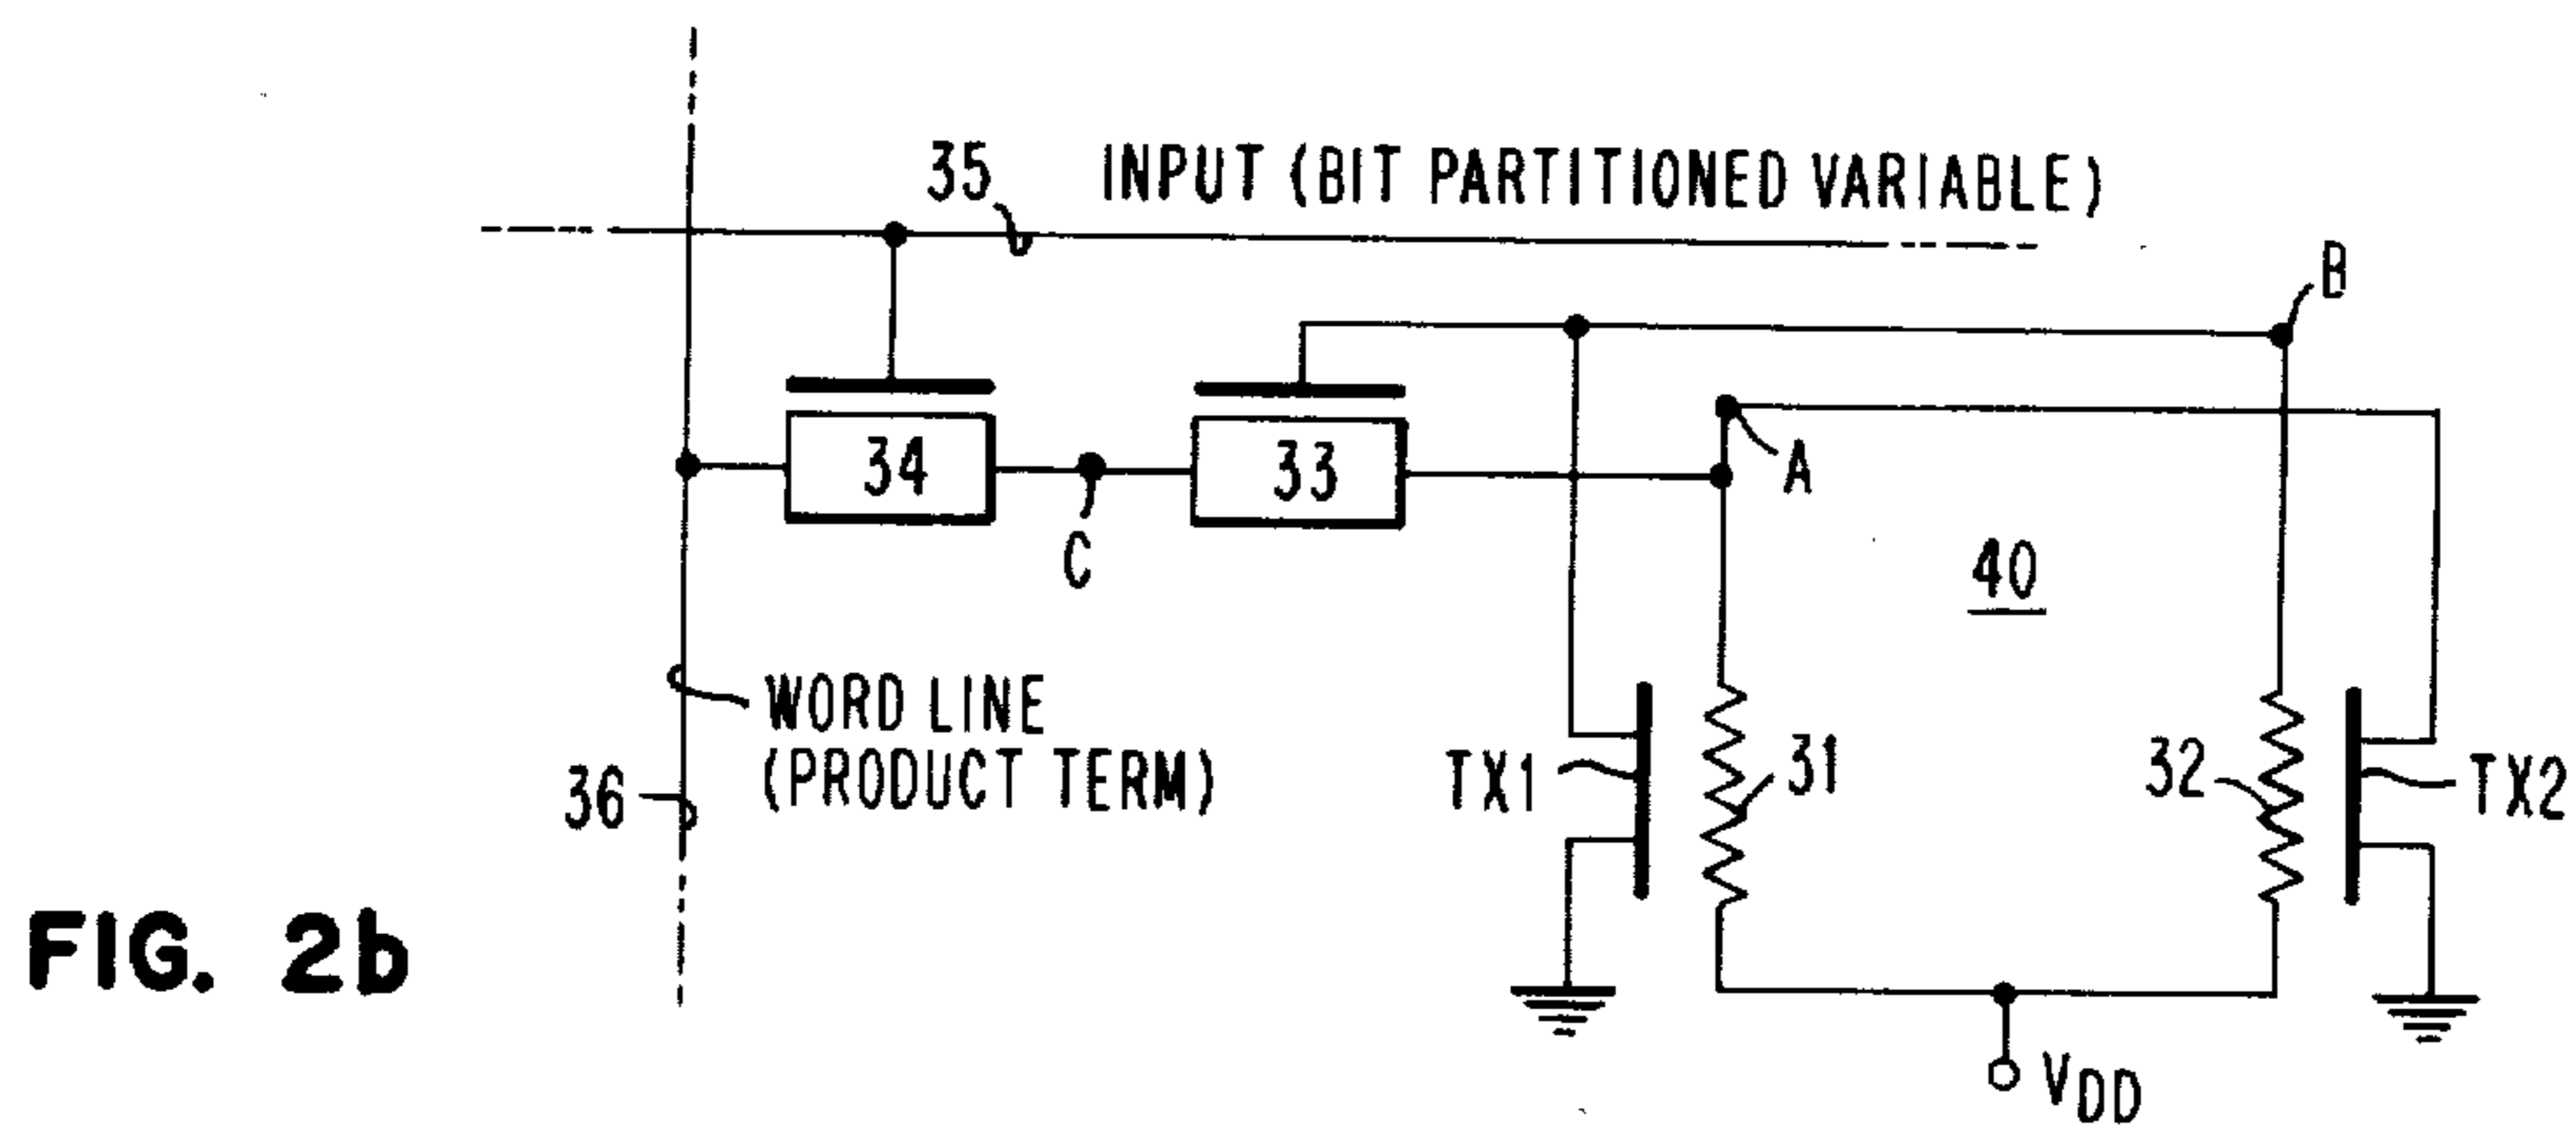 35
INPUT (BIT PARTITIONED VARIABLE)
B
34
33
A
C
40
WORD LINE
(PRODUCT TERM)
36
TX1
31
32
TX2
FIG. 2b
VDD